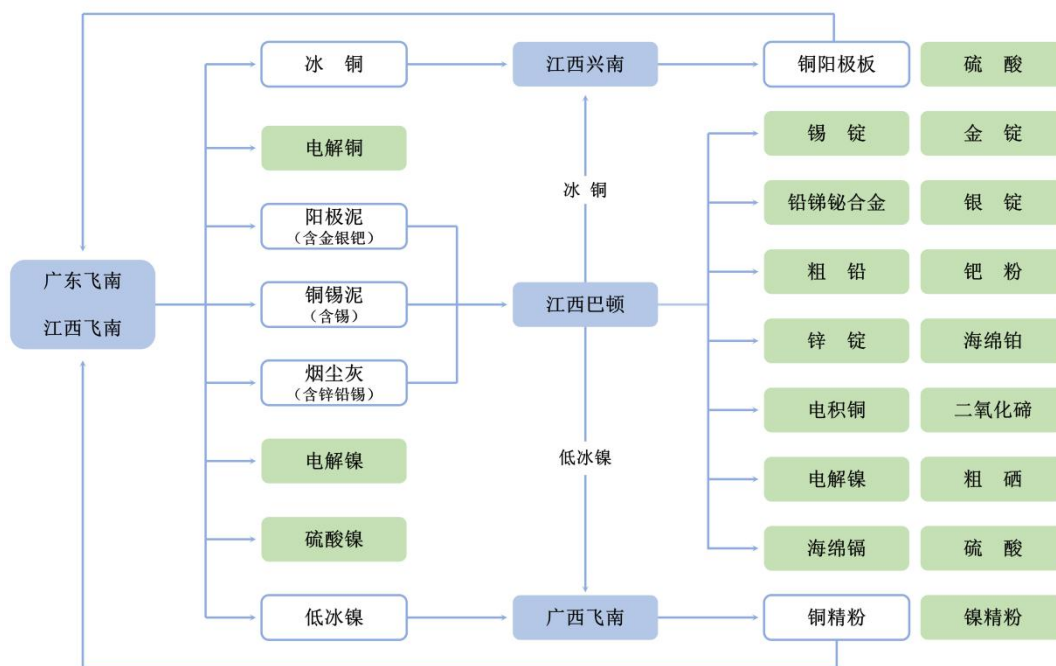 冰 铜
江西兴南
铜阳极板
硫 酸
锡 锭
金 锭
电解铜
冰 铜
铅锑铋合金
银 锭
阳极泥
（含金银钯）
广东飞南
江西飞南
粗 铅
钯 粉
铜锡泥
（含锡）
江西巴顿
锌 锭
海绵铂
烟尘灰
（含锌铅锡）
电积铜
二氧化碲
电解镍
低冰镍
电解镍
粗 硒
硫酸镍
海绵镉
硫 酸
低冰镍
广西飞南
铜精粉
镍精粉